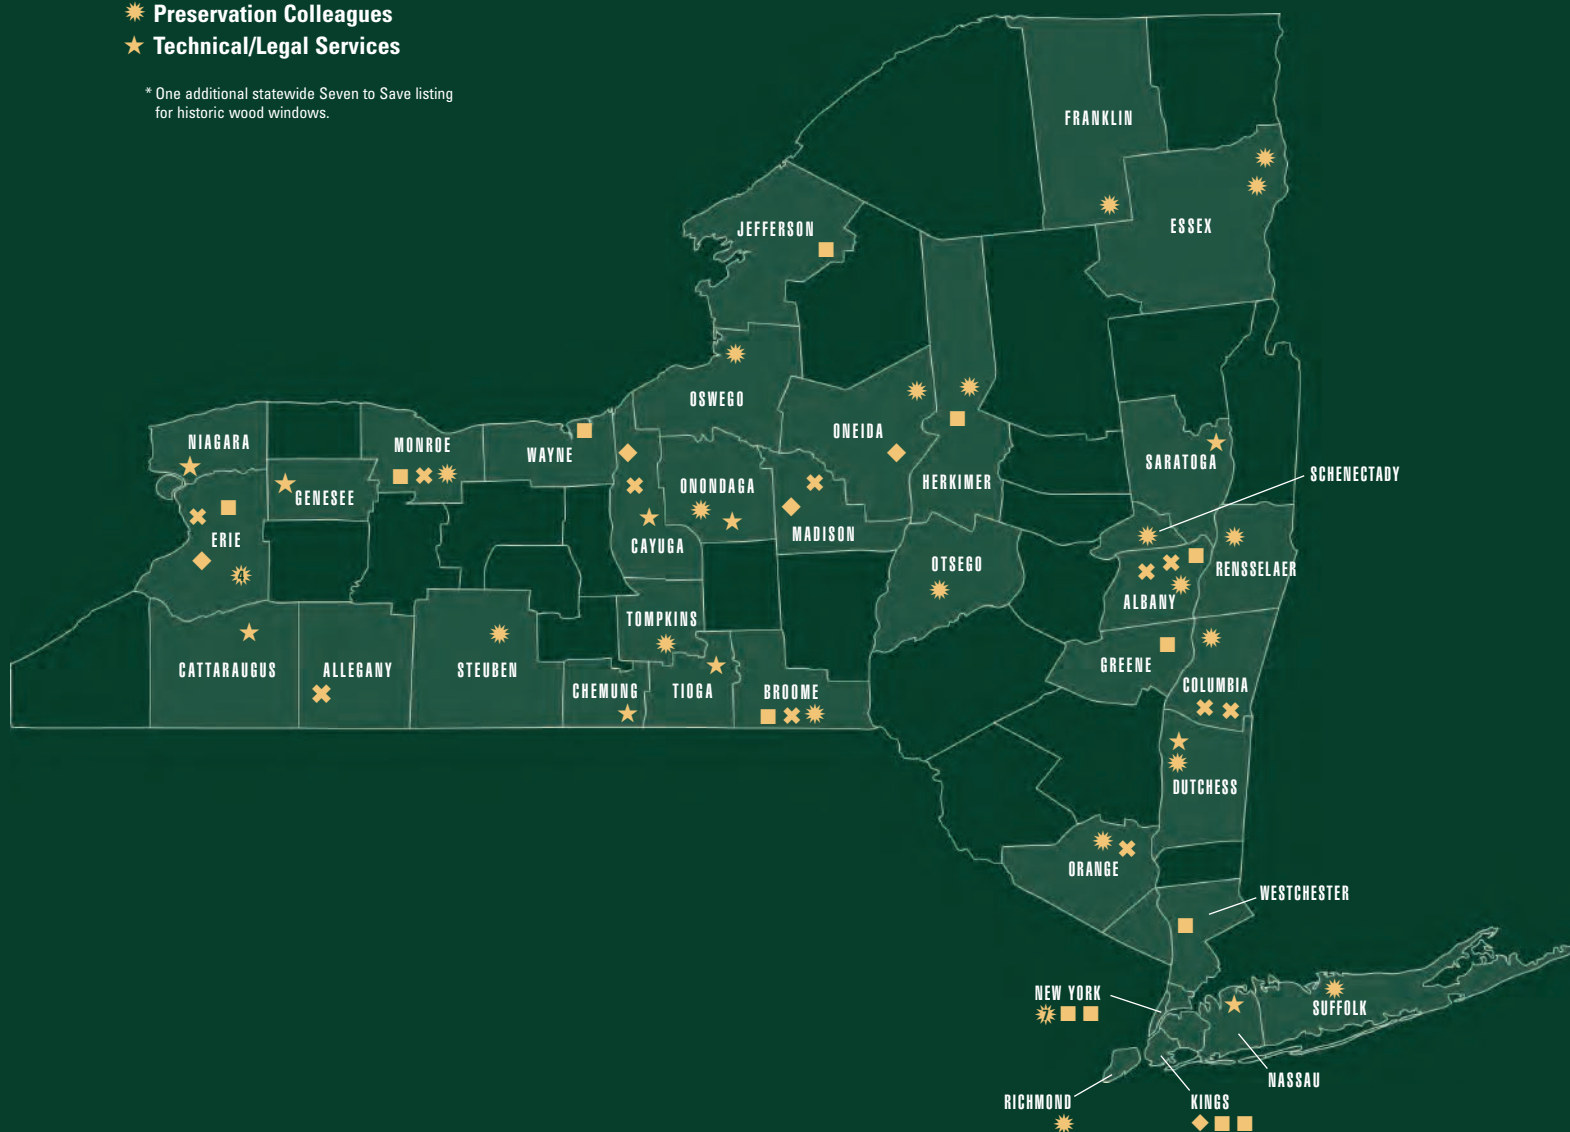 Preservation Colleagues
Technical/Legal Services
* One additional statewide Seven to Save listing
for historic wood windows.
FRANKLIN
ESSEX
JEFFERSON
OSWEGO
ONEIDA
HERKIMER
NIAGARA
MONROE
WAYNE
GENESEE
ONONDAGA
MADISON
CAYUGA
ERIE
4
SARATOGA
SCHENECTADY
OTSEGO
RENSSELAER
ALBANY
TOMPKINS
CATTARAUGUS
ALLEGANY
STEUBEN
CHEMUNG
TIOGA
BROOME
GREENE
COLUMBIA
DUTCHESS
ORANGE
WESTCHESTER
NEW YORK
7
SUFFOLK
NASSAU
RICHMOND
KINGS